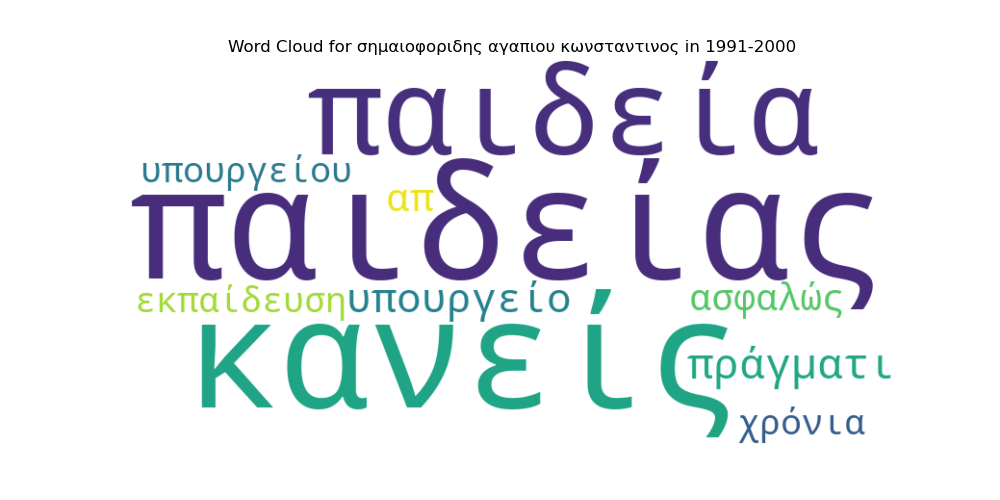 Word Cloud for σημαιοφοριδης αγαπιου κωνσταντινος in 1991-2000
παιδεία
υπουργείου
απ
παιδείας
εκπαίδευση
υπουργείο
ασφαλώς
κανείς
πράγματι
χρόνια